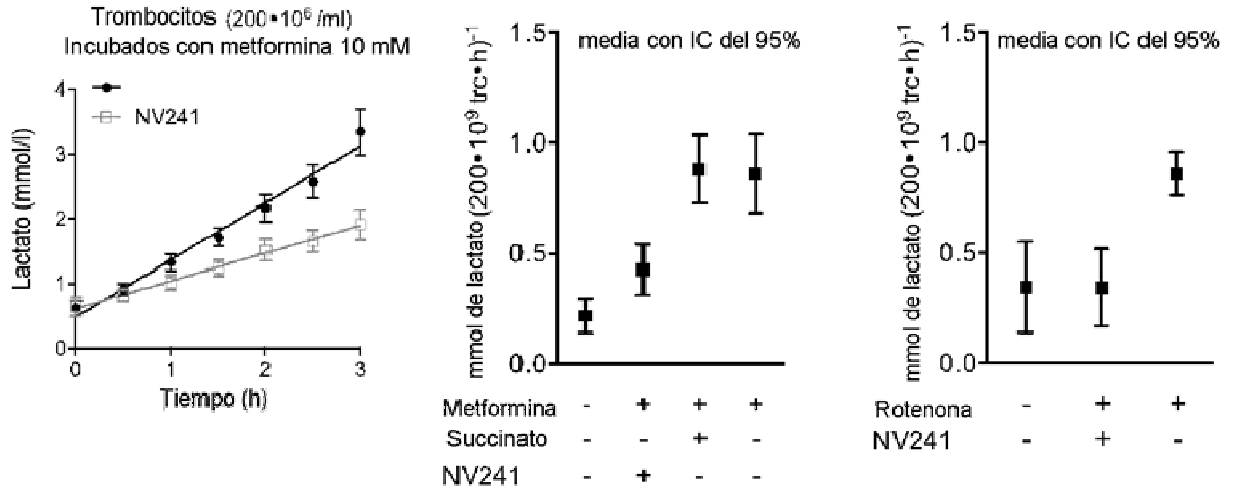 Trombocitos (200•10⁶ /ml)
Incubados con metformina 10 mM
NV241
Lactato (mmol/l)
4
3
2
1
0
0 1 2 3
Tiempo (h)
media con IC del 95%
mmol de lactato (200•10⁹ trc•h)⁻¹
1.5
1.0
0.5
0.0
Metformina - + + +
Succinato - - + -
NV241 - + - -
media con IC del 95%
mmol de lactato (200•10⁹ trc•h)⁻¹
1.5
1.0
0.5
0.0
Rotenona - + +
NV241 - + -